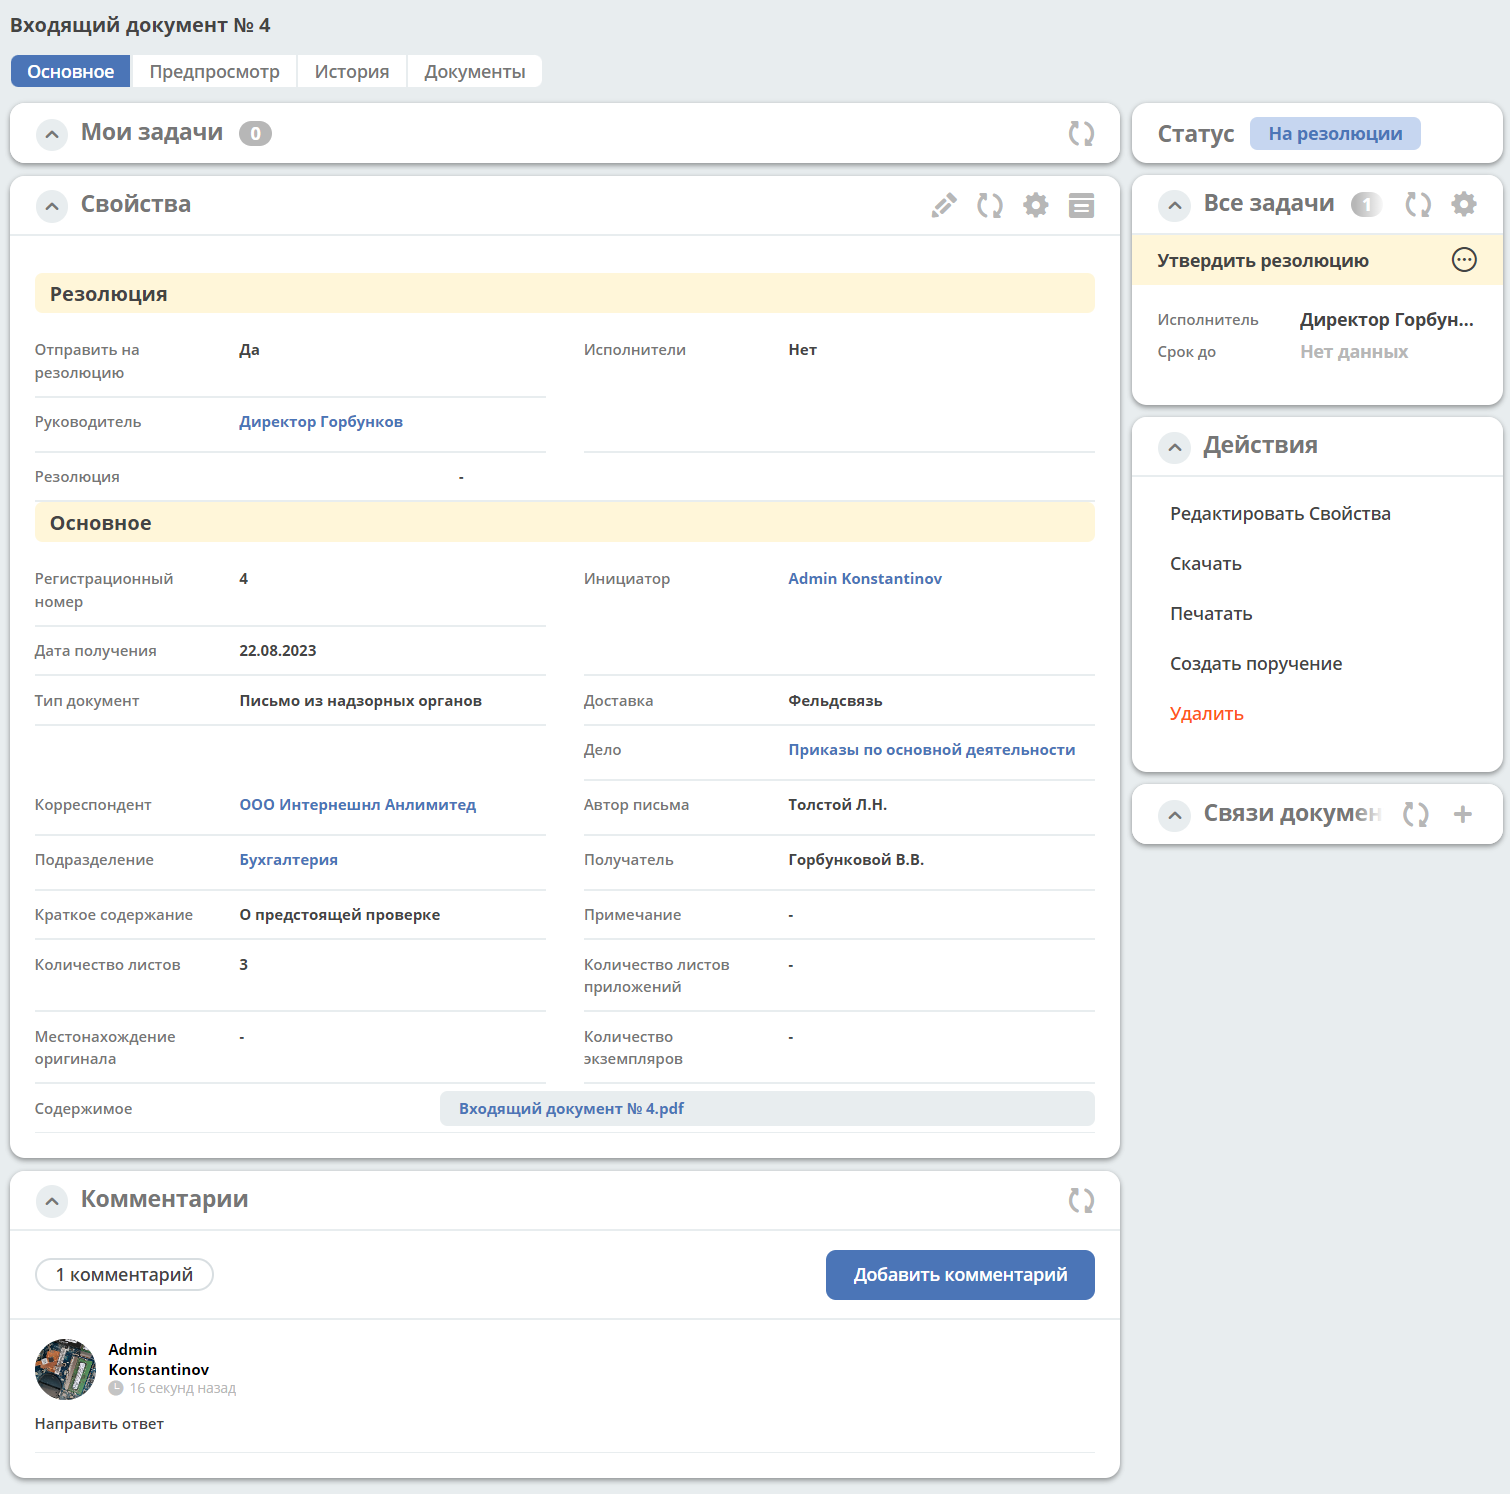 Входящий документ № 4
Основное
Предпросмотр
История
Документы
Мои задачи 0
Свойства
Резолюция
Отправить на резолюцию
Да
Исполнители
Нет
Руководитель
Директор Горбунков
Резолюция
-
Основное
Регистрационный номер
4
Инициатор
Admin Konstantinov
Дата получения
22.08.2023
Тип документ
Письмо из надзорных органов
Доставка
Фельдсвязь
Дело
Приказы по основной деятельности
Корреспондент
ООО Интернешнл Анлимитед
Автор письма
Толстой Л.Н.
Подразделение
Бухгалтерия
Получатель
Горбунковой В.В.
Краткое содержание
О предстоящей проверке
Примечание
-
Количество листов
3
Количество листов приложений
-
Местонахождение оригинала
-
Количество экземпляров
-
Содержимое
Входящий документ № 4.pdf
Комментарии
1 комментарий
Добавить комментарий
Admin
Konstantinov
16 секунд назад
Направить ответ
Статус
На резолюции
Все задачи 1
Утвердить резолюцию
Исполнитель
Директор Горбун...
Срок до
Нет данных
Действия
Редактировать Свойства
Скачать
Печатать
Создать поручение
Удалить
Связи докумен